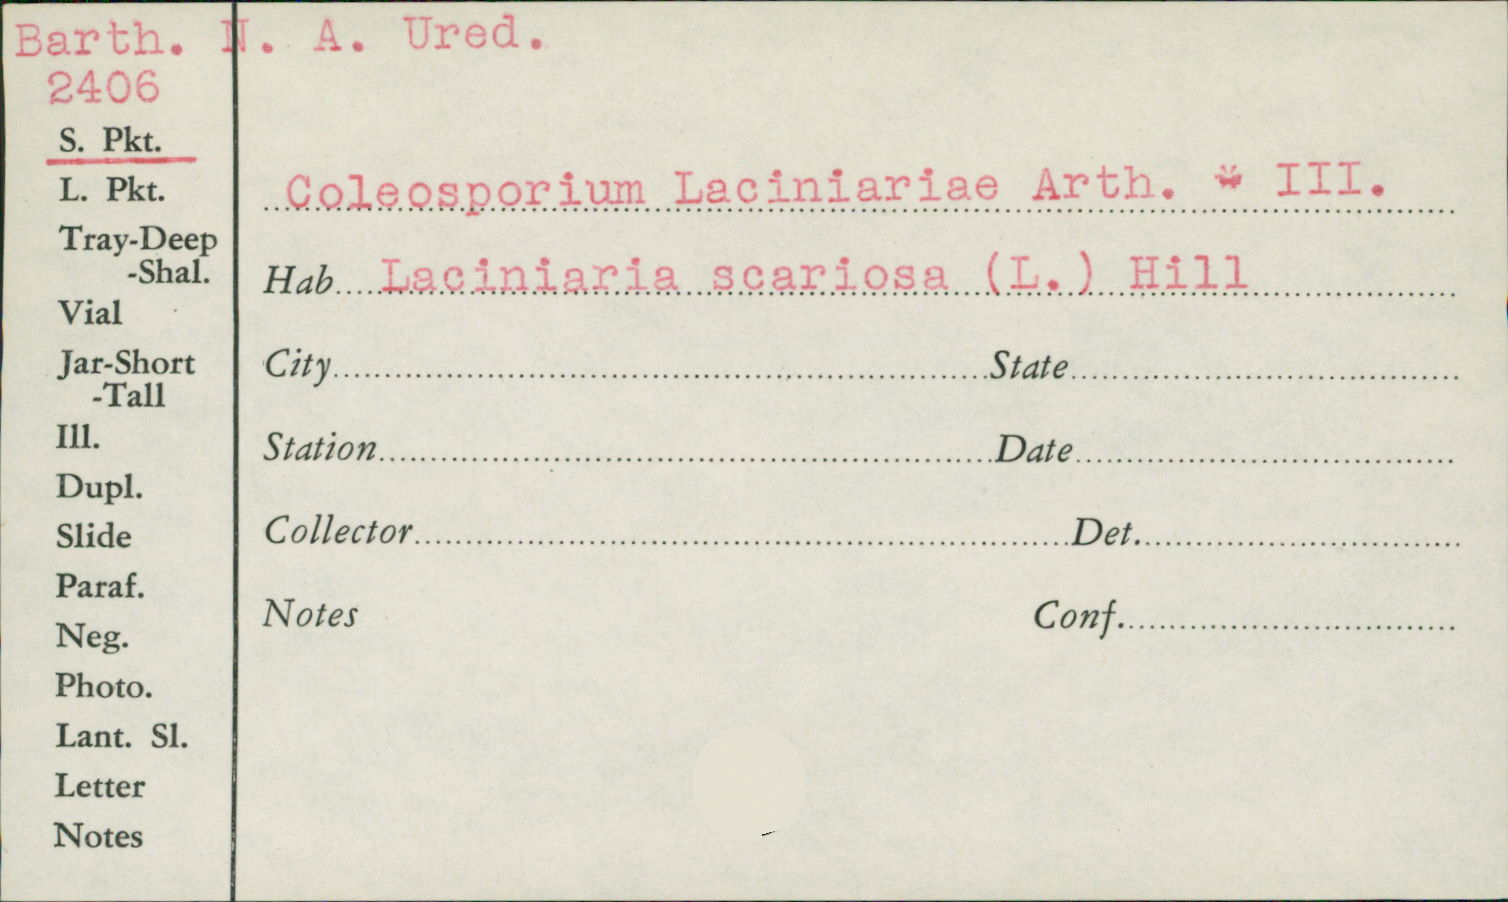 Barth. N. A. Ured.
2406
S. Pkt.
L. Pkt.
Tray-Deep
-Shal.
Vial
Jar-Short
-Tall
Ill.
Dupl.
Slide
Paraf.
Neg.
Photo.
Lant. Sl.
Letter
Notes
Coleosporium Laciniariae Arth. * III.
Hab. Laciniaria scariosa (L.) Hill
City State
Station Date
Collector Det.
Notes Conf.